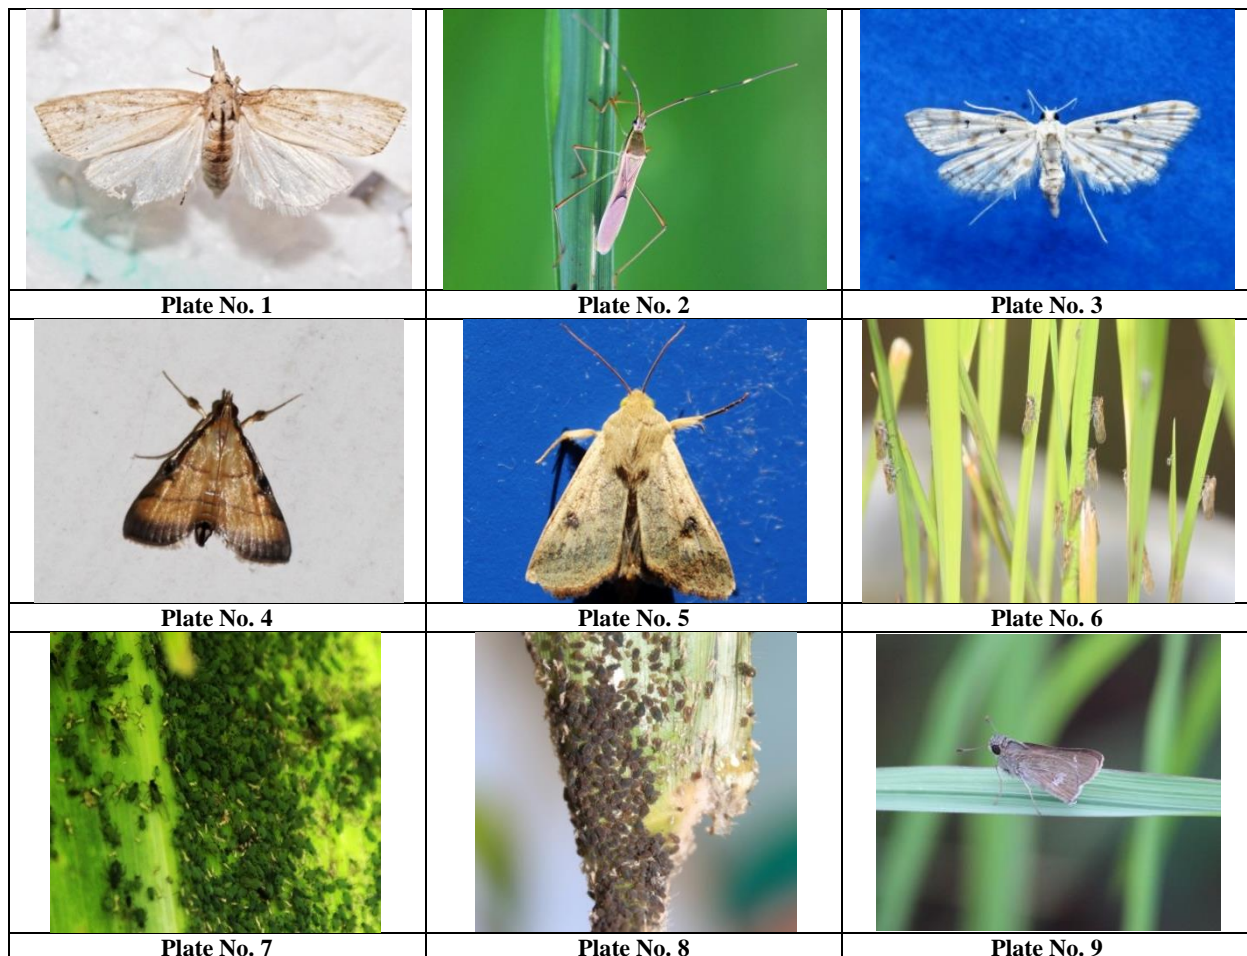 Plate No. 1
Plate No. 2
Plate No. 3
Plate No. 4
Plate No. 5
Plate No. 6
Plate No. 7
Plate No. 8
Plate No. 9